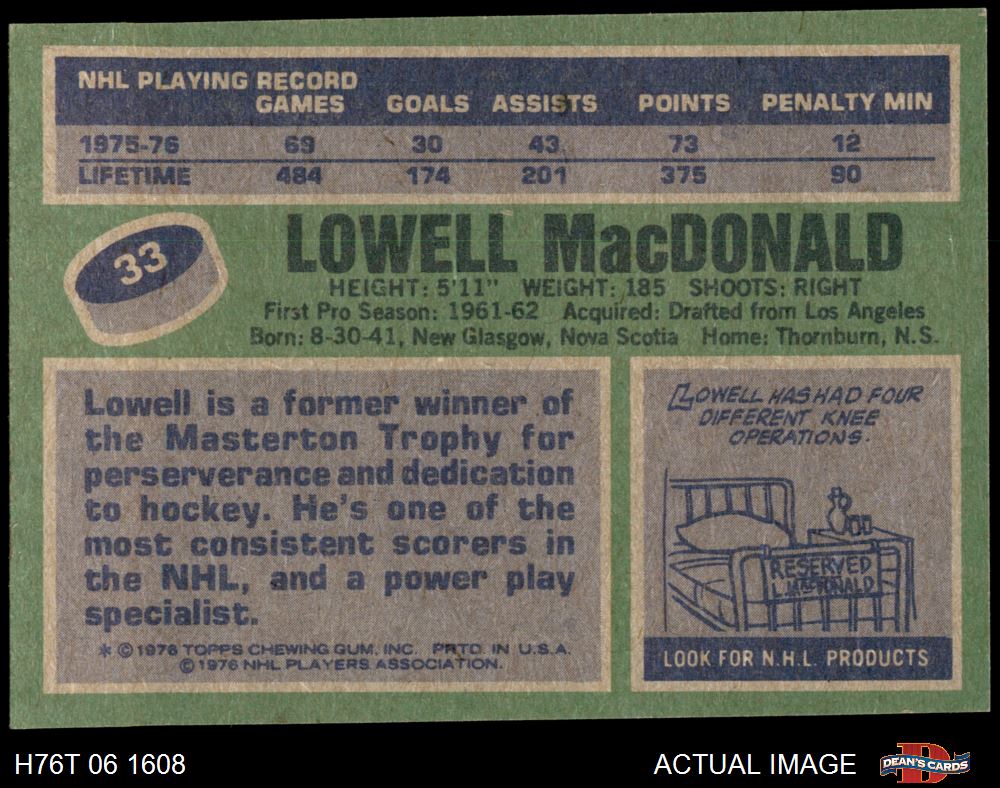 NHL PLAYING RECORD
GAMES GOALS ASSISTS POINTS PENALTY MIN
1975-76 69 30 43 73 12
LIFETIME 484 174 201 375 90
33
LOWELL MacDONALD
HEIGHT: 5'11" WEIGHT: 185 SHOOTS: RIGHT
First Pro Season: 1961-62 Acquired: Drafted from Los Angeles
Born: 8-30-41, New Glasgow, Nova Scotia Home: Thornburn, N.S.
Lowell is a former winner of
the Masterton Trophy for
perserverance and dedication
to hockey. He's one of the
most consistent scorers in
the NHL, and a power play
specialist.
* © 1976 TOPPS CHEWING GUM, INC. PRTD. IN U.S.A.
© 1976 NHL PLAYERS ASSOCIATION.
LOWELL HAS HAD FOUR
DIFFERENT KNEE
OPERATIONS.
RESERVED
L. MacDONALD
LOOK FOR N.H.L. PRODUCTS
H76T 06 1608
ACTUAL IMAGE
DEAN'S CARDS